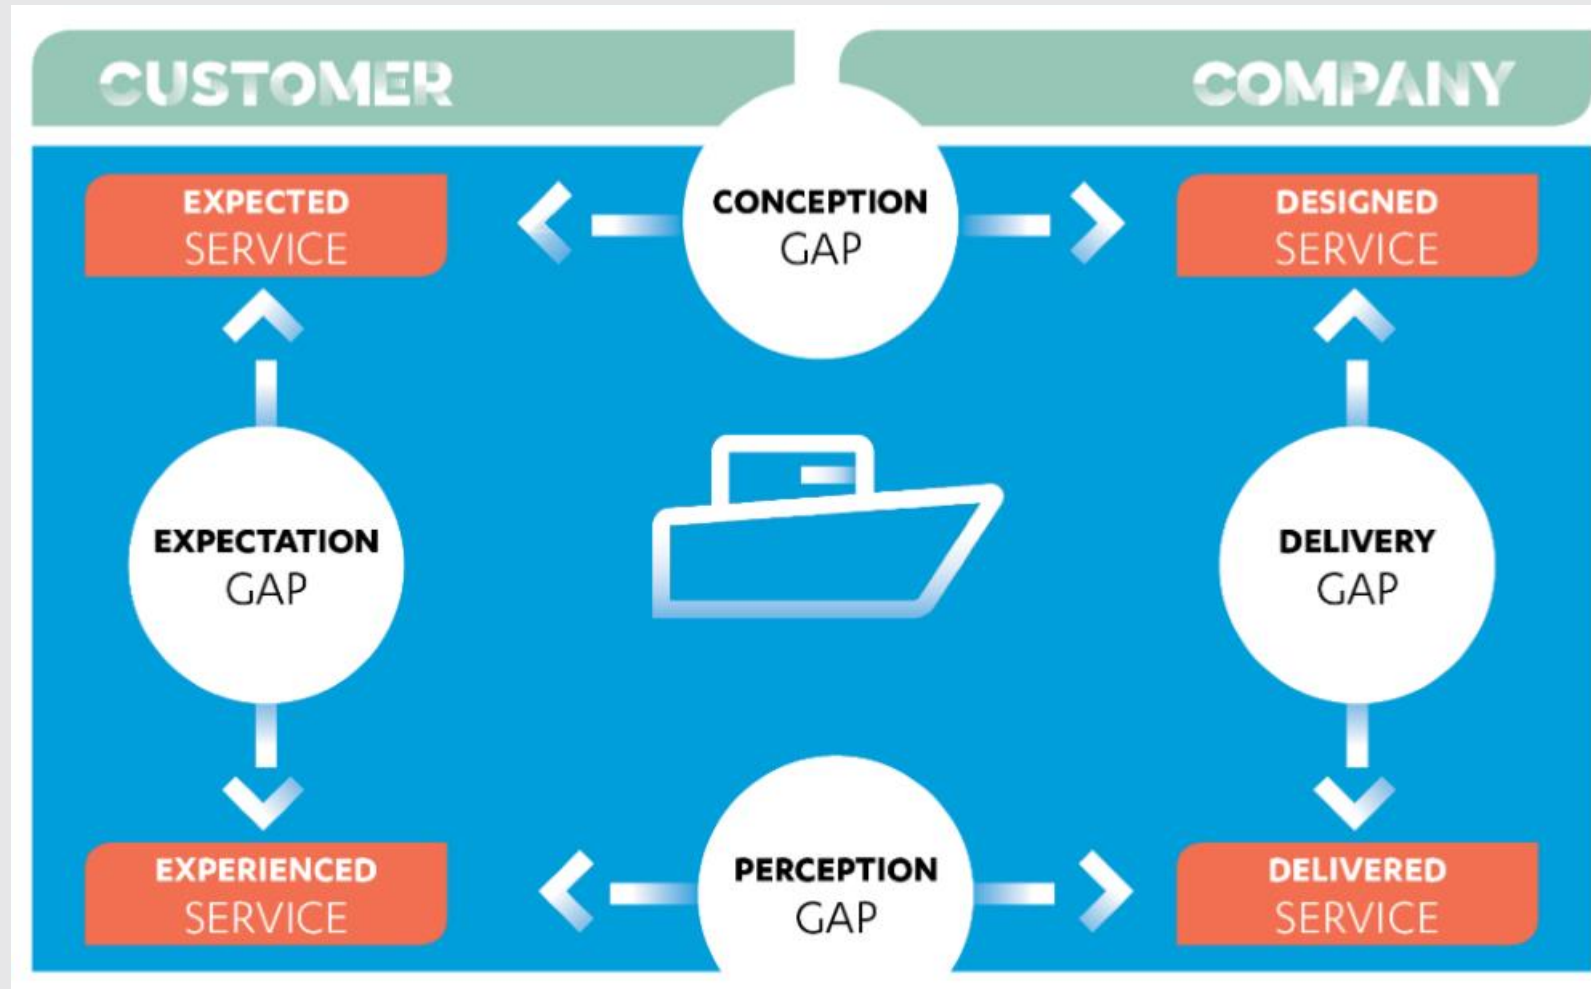 CUSTOMER
COMPANY
EXPECTED
SERVICE
CONCEPTION
GAP
DESIGNED
SERVICE
EXPECTATION
GAP
DELIVERY
GAP
EXPERIENCED
SERVICE
PERCEPTION
GAP
DELIVERED
SERVICE